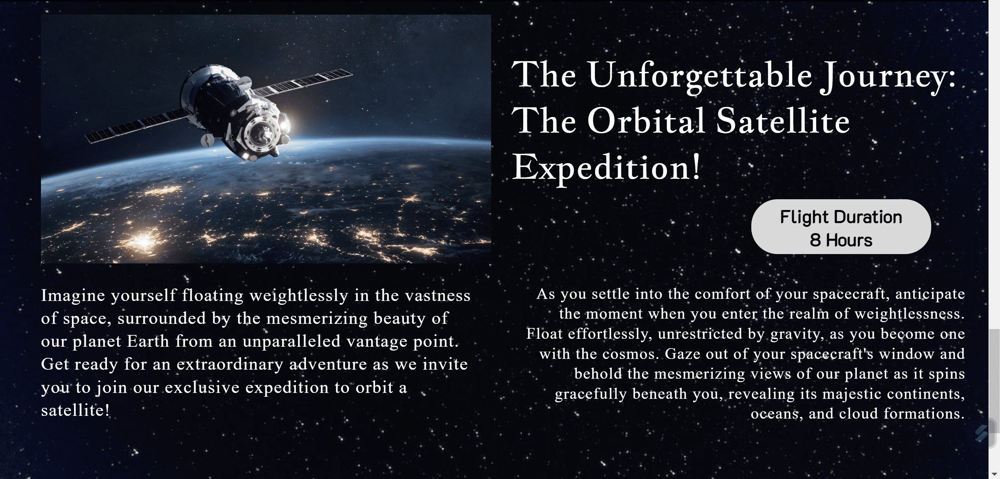 The Unforgettable Journey:
The Orbital Satellite
Expedition!
Flight Duration
8 Hours
Imagine yourself floating weightlessly in the vastness
of space, surrounded by the mesmerizing beauty of
our planet Earth from an unparalleled vantage point.
Get ready for an extraordinary adventure as we invite
you to join our exclusive expedition to orbit a
satellite!
As you settle into the comfort of your spacecraft, anticipate
the moment when you enter the realm of weightlessness.
Float effortlessly, unrestricted by gravity, as you become one
with the cosmos. Gaze out of your spacecraft's window and
behold the mesmerizing views of our planet as it spins
gracefully beneath you, revealing its majestic continents,
oceans, and cloud formations.